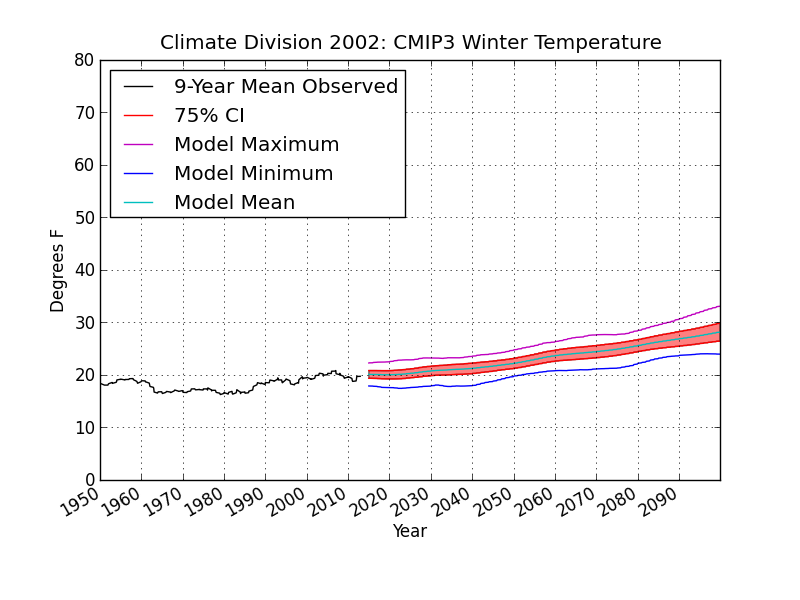 Climate Division 2002: CMIP3 Winter Temperature
80
70
60
50
40
30
20
10
0
Degrees F
9-Year Mean Observed
75% CI
Model Maximum
Model Minimum
Model Mean
1950 1960 1970 1980 1990 2000 2010 2020 2030 2040 2050 2060 2070 2080 2090
Year